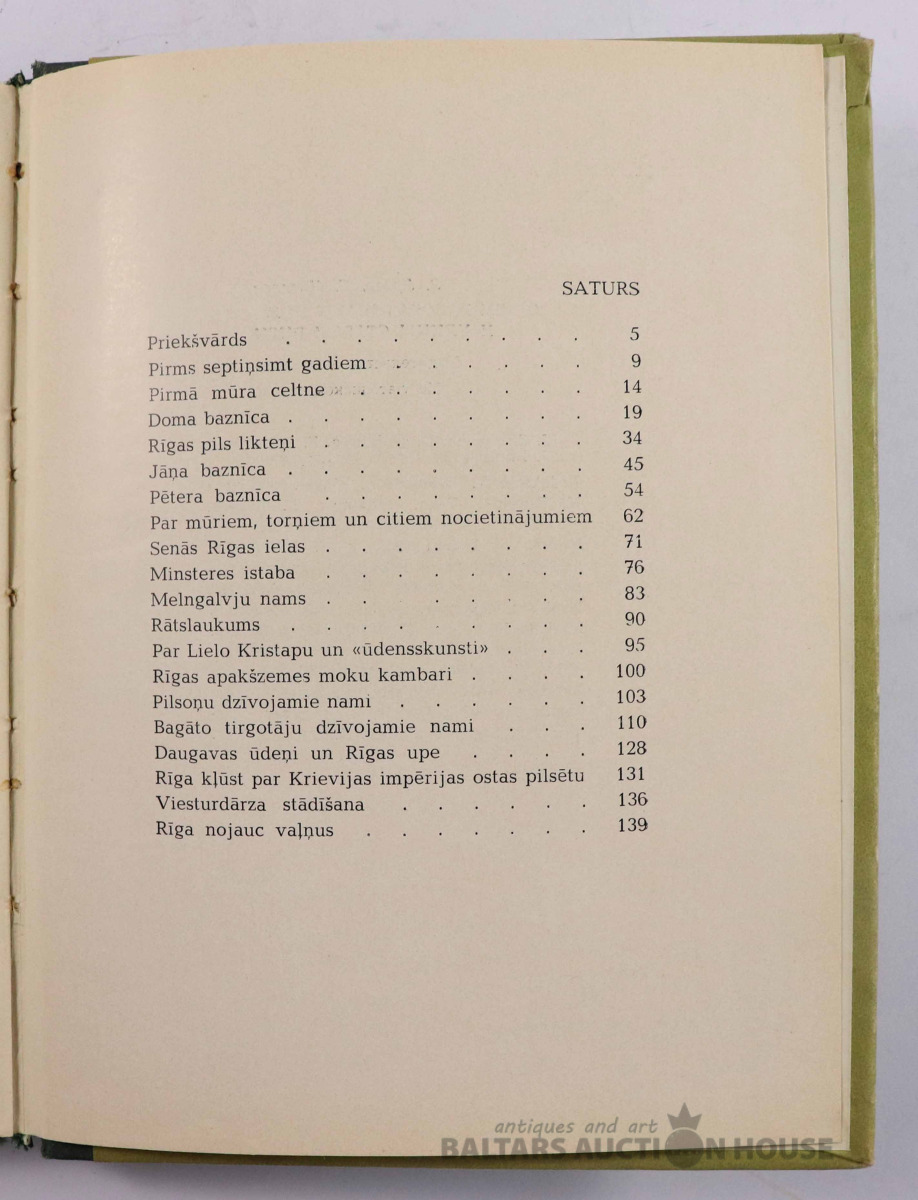 SATURS
Priekšvārds . . . . . . . . . 5
Pirms septiņsimt gadiem . . . . . . 9
Pirmā mūra celtne . . . . . . . 14
Doma baznīca . . . . . . . . . 19
Rīgas pils likteņi . . . . . . . . 34
Jāņa baznīca . . . . . . . . . 45
Pētera baznīca . . . . . . . . 54
Par mūriem, torņiem un citiem nocietinājumiem 62
Senās Rīgas ielas . . . . . . . . 71
Minsteres istaba . . . . . . . . 76
Melngalvju nams . . . . . . . . 83
Rātslaukums . . . . . . . . . 90
Par Lielo Kristapu un «ūdensskunsti» . . . 95
Rīgas apakšzemes moku kambari . . . . 100
Pilsoņu dzīvojamie nami . . . . . . 103
Bagāto tirgotāju dzīvojamie nami . . . 110
Daugavas ūdeņi un Rīgas upe . . . . 128
Rīga kļūst par Krievijas impērijas ostas pilsētu 131
Viesturdārza stādīšana . . . . . . 136
Rīga nojauc vaļņus . . . . . . . 139
antiques and art
BALTARS AUCTION HOUSE